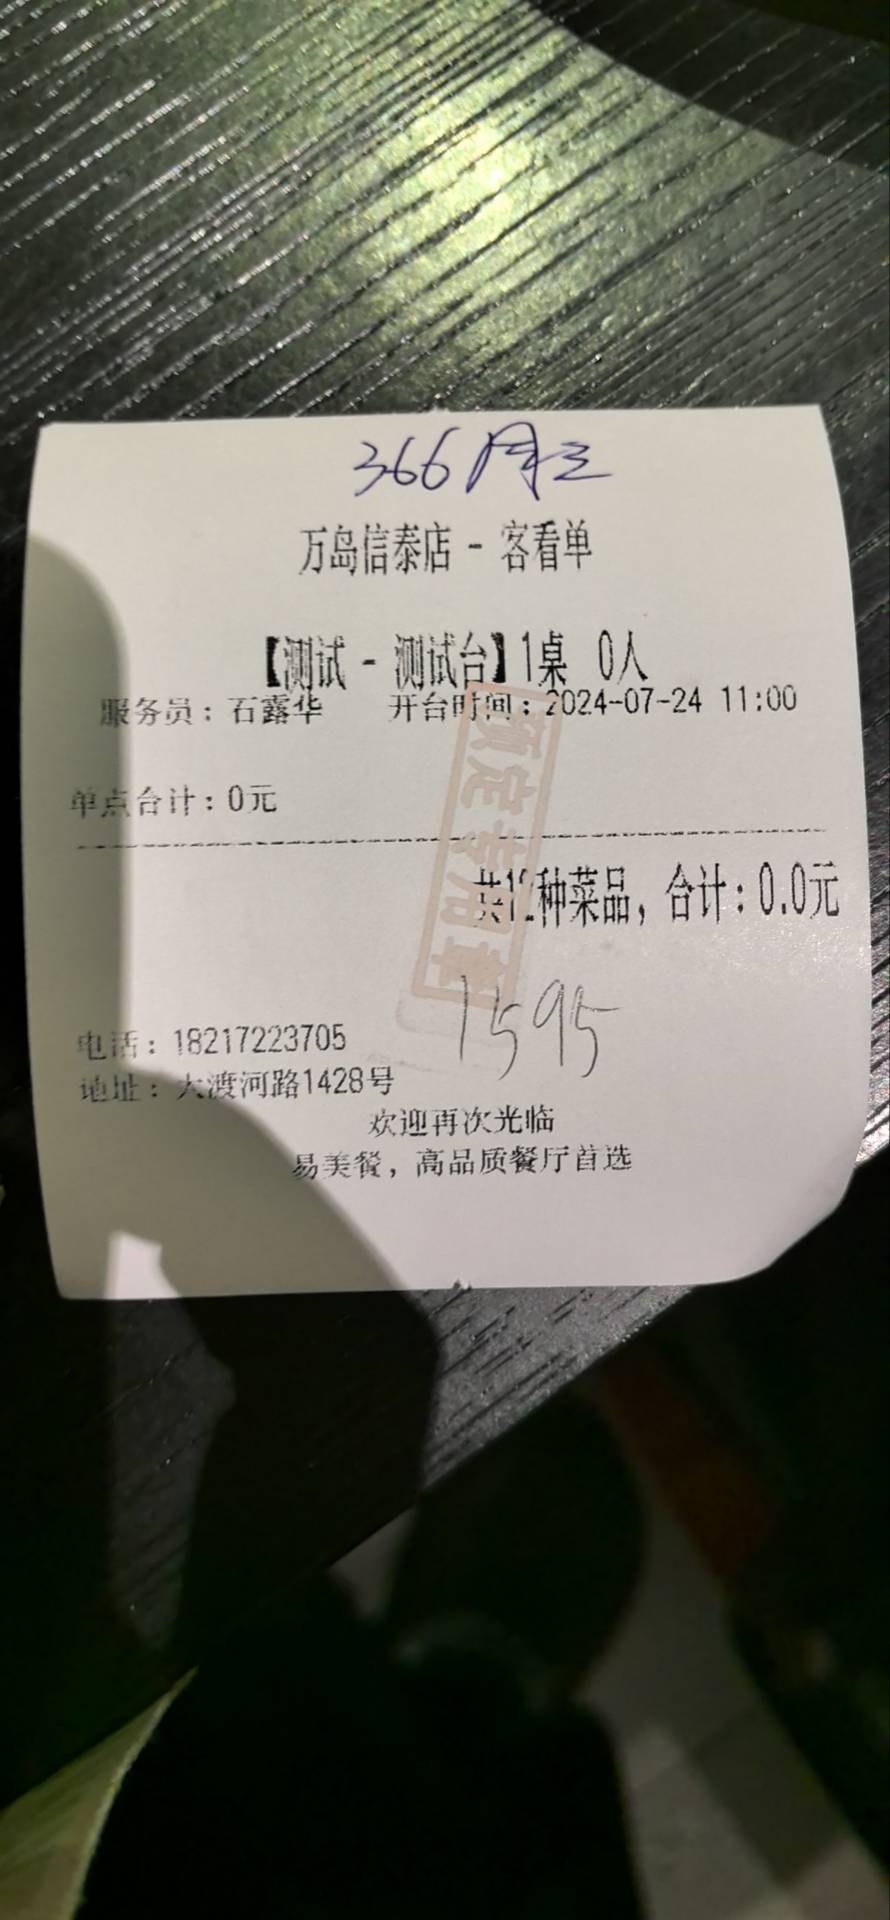 366 周三
万岛信泰店 - 客看单
【测试 - 测试台】1桌 0人
服务员：石露华 开台时间：2024-07-24 11:00
单点合计：0元
预定专用章
共12种菜品，合计：0.0元
1595
电话：18217223705
地址：大渡河路1428号
欢迎再次光临
易美餐，高品质餐厅首选